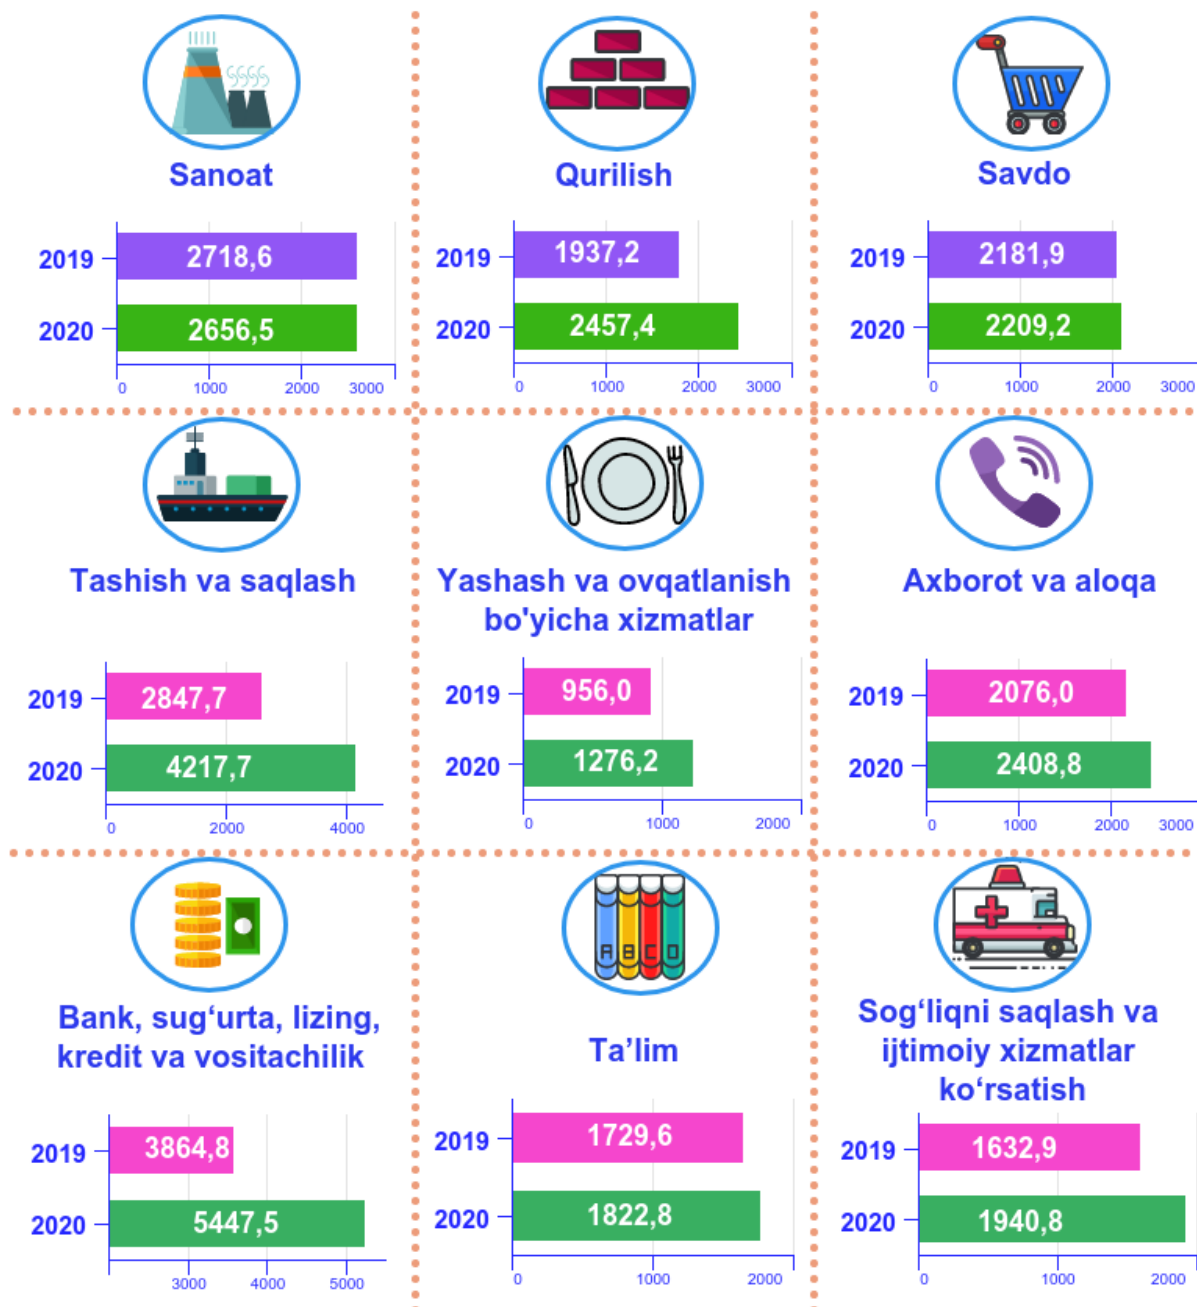 Sanoat
2019
2718,6
2020
2656,5
0 1000 2000 3000
Qurilish
2019
1937,2
2020
2457,4
0 1000 2000 3000
Savdo
2019
2181,9
2020
2209,2
0 1000 2000 3000
Tashish va saqlash
2019
2847,7
2020
4217,7
0 2000 4000
Yashash va ovqatlanish
bo'yicha xizmatlar
2019
956,0
2020
1276,2
0 1000 2000
Axborot va aloqa
2019
2076,0
2020
2408,8
0 1000 2000 3000
Bank, sug‘urta, lizing,
kredit va vositachilik
2019
3864,8
2020
5447,5
3000 4000 5000
A B C D
Ta’lim
2019
1729,6
2020
1822,8
0 1000 2000
Sog‘liqni saqlash va
ijtimoiy xizmatlar
ko‘rsatish
2019
1632,9
2020
1940,8
0 1000 2000